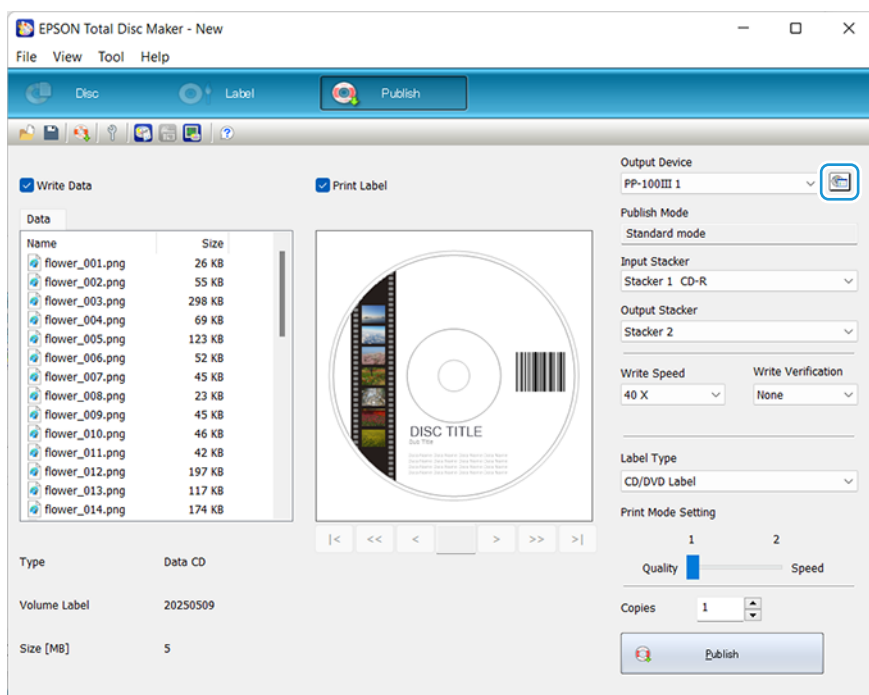 EPSON Total Disc Maker - New
File View Tool Help
Disc Label Publish
Write Data
Data
Name Size
flower_001.png 26 KB
flower_002.png 55 KB
flower_003.png 298 KB
flower_004.png 69 KB
flower_005.png 123 KB
flower_006.png 52 KB
flower_007.png 45 KB
flower_008.png 23 KB
flower_009.png 45 KB
flower_010.png 46 KB
flower_011.png 42 KB
flower_012.png 197 KB
flower_013.png 117 KB
flower_014.png 174 KB
Type Data CD
Volume Label 20250509
Size [MB] 5
Print Label
DISC TITLE
Sub Title
|< << < > >> >|
Output Device
PP-100III 1
Publish Mode
Standard mode
Input Stacker
Stacker 1 CD-R
Output Stacker
Stacker 2
Write Speed Write Verification
40 X None
Label Type
CD/DVD Label
Print Mode Setting
1 2
Quality Speed
Copies 1
Publish